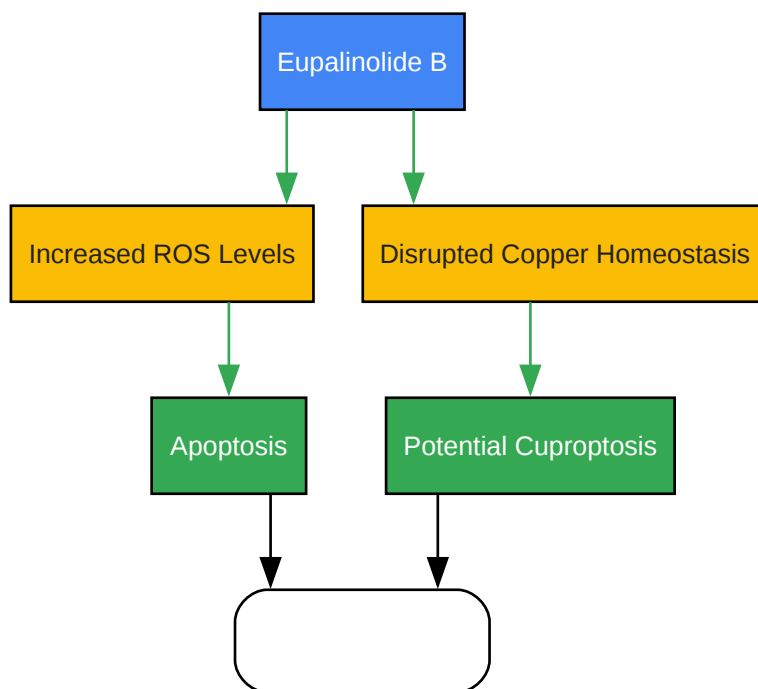 Eupalinolide B
Increased ROS Levels
Disrupted Copper Homeostasis
Apoptosis
Potential Cuproptosis